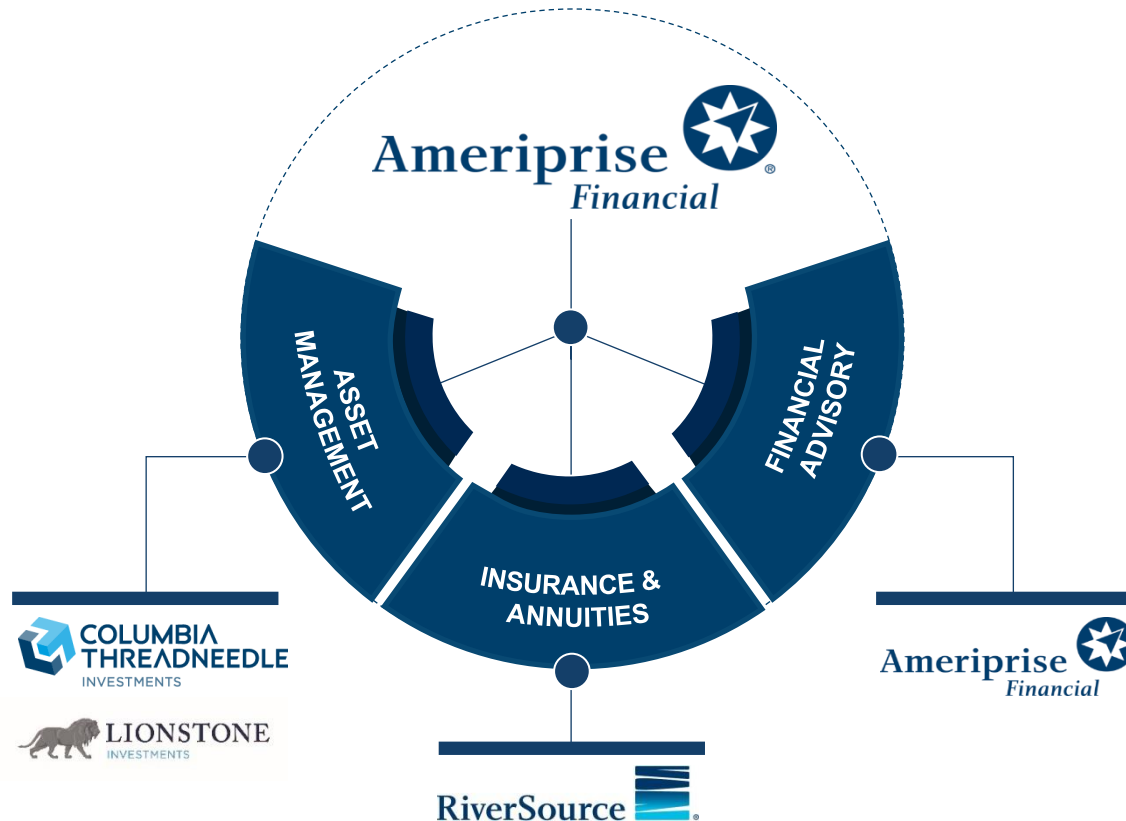 Ameriprise
Financial
®
ASSET
MANAGEMENT
INSURANCE &
ANNUITIES
FINANCIAL
ADVISORY
COLUMBIA
THREADNEEDLE
INVESTMENTS
LIONSTONE
INVESTMENTS
RiverSource
®
Ameriprise
Financial